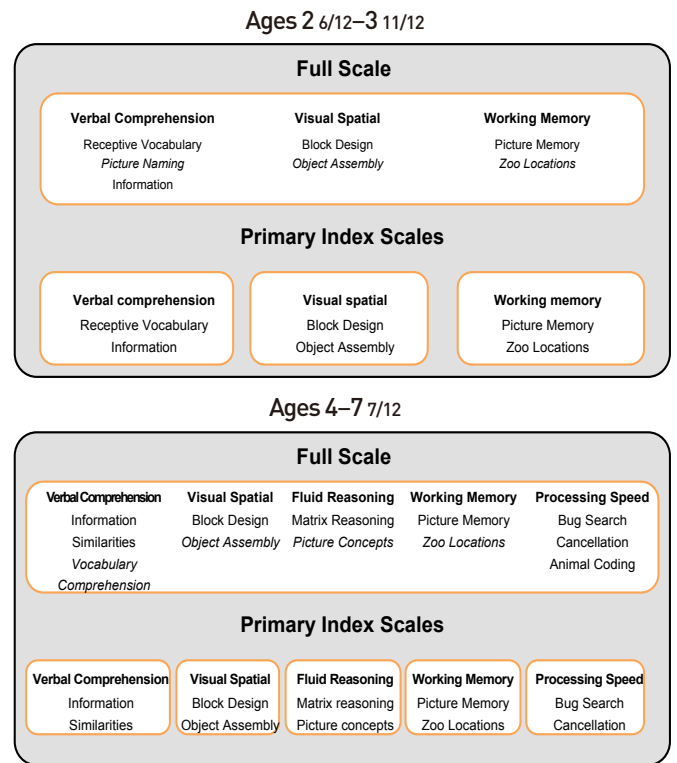 Ages 2 6/12–3 11/12
Full Scale
Verbal Comprehension Visual Spatial Working Memory
Receptive Vocabulary Block Design Picture Memory
Picture Naming Object Assembly Zoo Locations
Information
Primary Index Scales
Verbal comprehension Visual spatial Working memory
Receptive Vocabulary Block Design Picture Memory
Information Object Assembly Zoo Locations
Ages 4–7 7/12
Full Scale
Verbal Comprehension Visual Spatial Fluid Reasoning Working Memory Processing Speed
Information Block Design Matrix Reasoning Picture Memory Bug Search
Similarities Object Assembly Picture Concepts Zoo Locations Cancellation
Vocabulary Animal Coding
Comprehension
Primary Index Scales
Verbal Comprehension Visual Spatial Fluid Reasoning Working Memory Processing Speed
Information Block Design Matrix reasoning Picture Memory Bug Search
Similarities Object Assembly Picture concepts Zoo Locations Cancellation